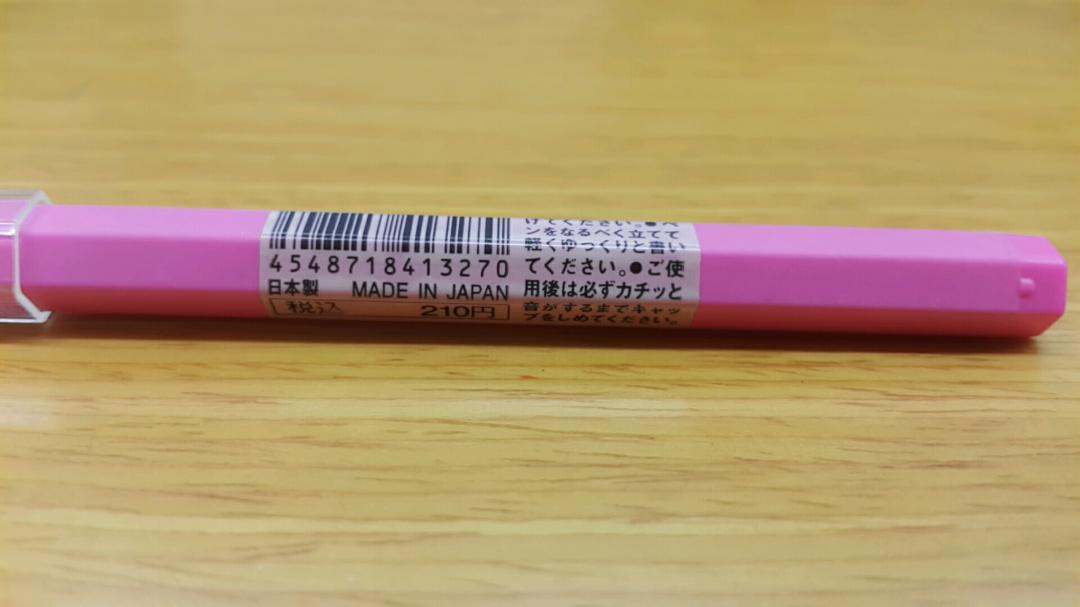 4548718413270
日本製 MADE IN JAPAN
税込 210円
けてください。●ペ
ンをなるべく立てて
軽くゆっくりと書い
てください。●ご使
用後は必ずカチッと
音がするまでキャッ
プをしめてください。